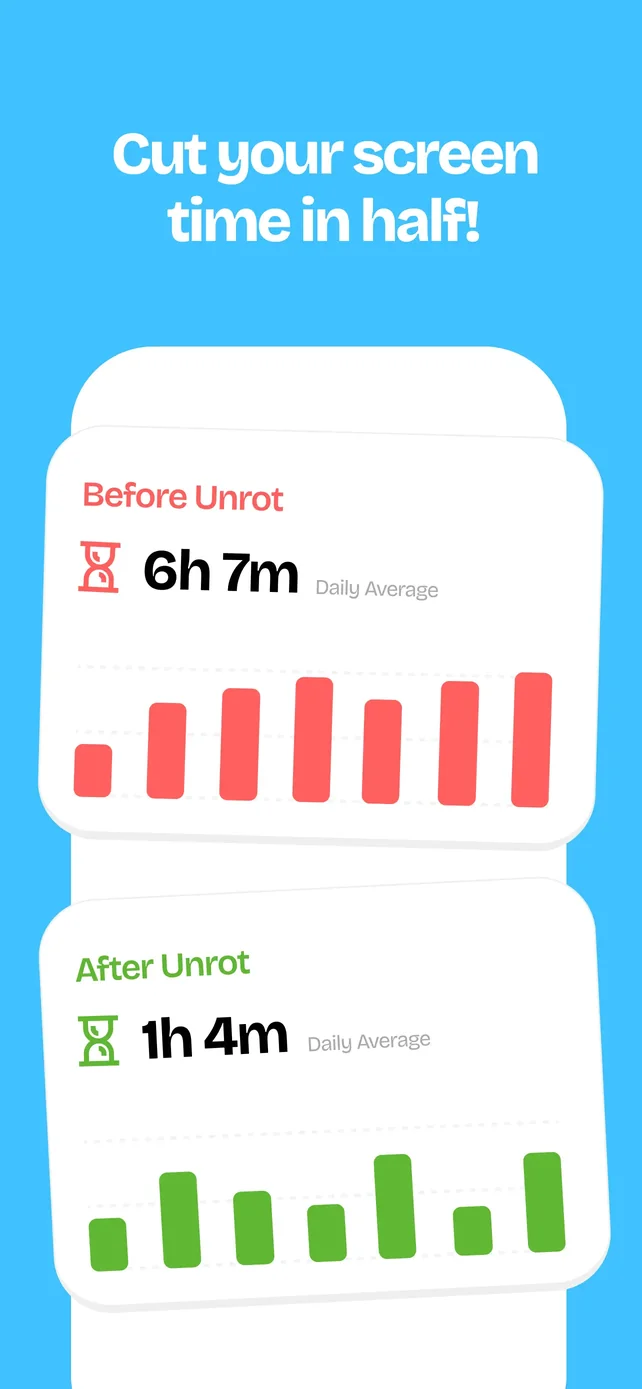 Cut your screen
time in half!
Before Unrot
6h 7m Daily Average
After Unrot
1h 4m Daily Average